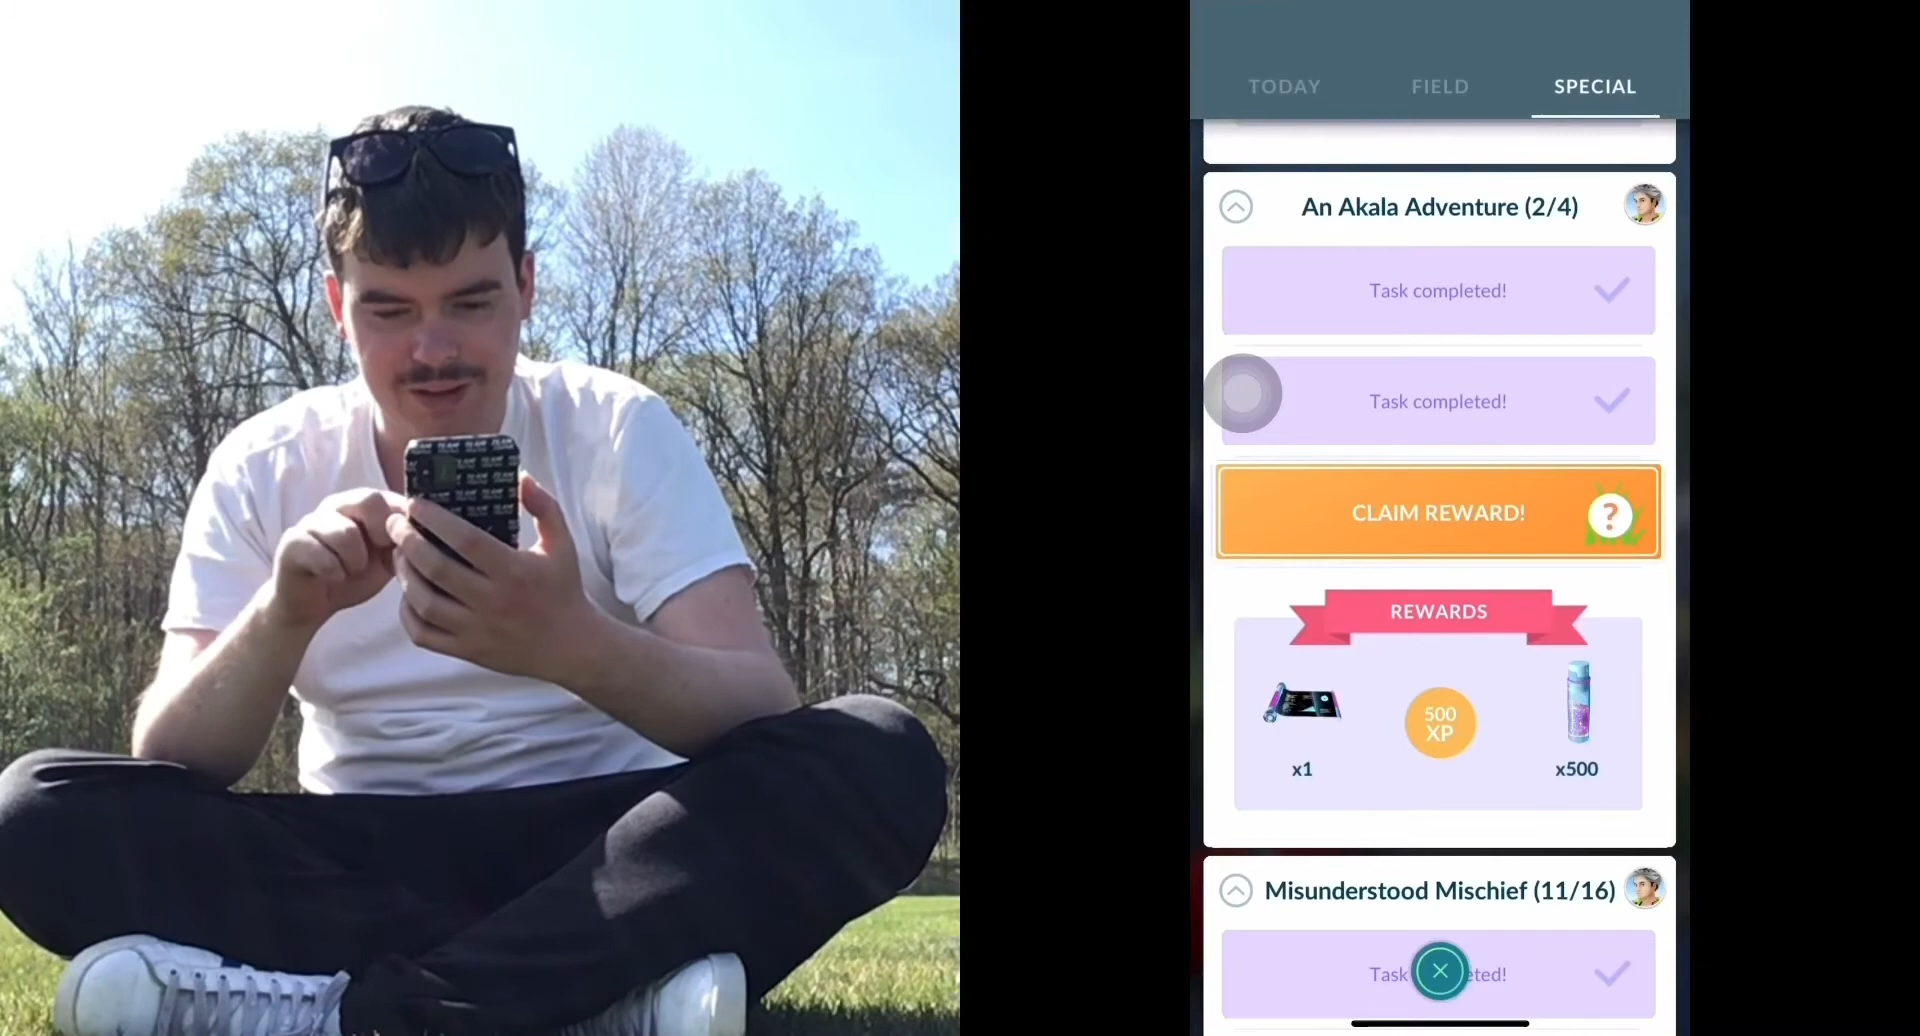 TODAY
FIELD
SPECIAL
An Akala Adventure (2/4)
Task completed!
Task completed!
CLAIM REWARD!
?
REWARDS
500
XP
x1
x500
Misunderstood Mischief (11/16)
Task
eted!